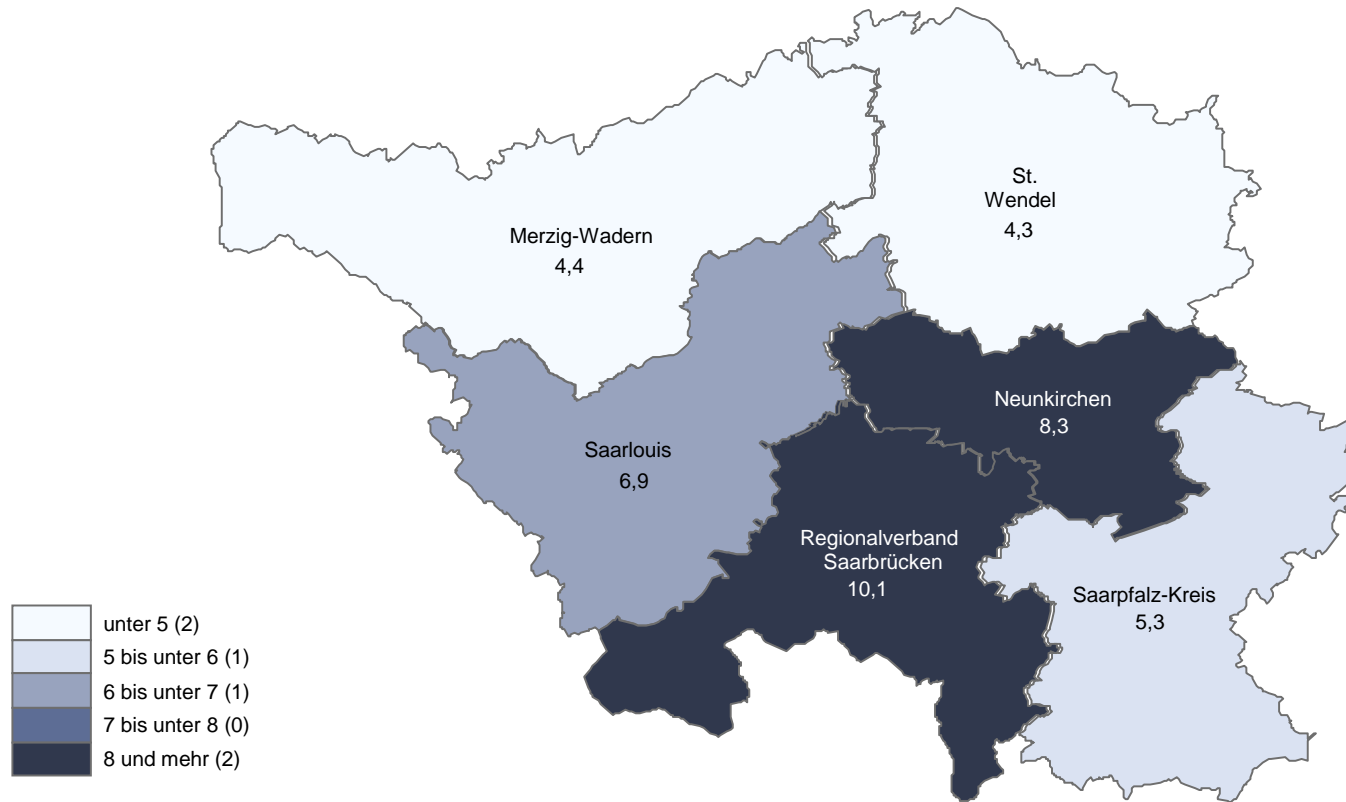 St.
Wendel
4,3
Merzig-Wadern
4,4
Neunkirchen
8,3
Saarlouis
6,9
Regionalverband
Saarbrücken
10,1
Saarpfalz-Kreis
5,3
unter 5 (2)
5 bis unter 6 (1)
6 bis unter 7 (1)
7 bis unter 8 (0)
8 und mehr (2)